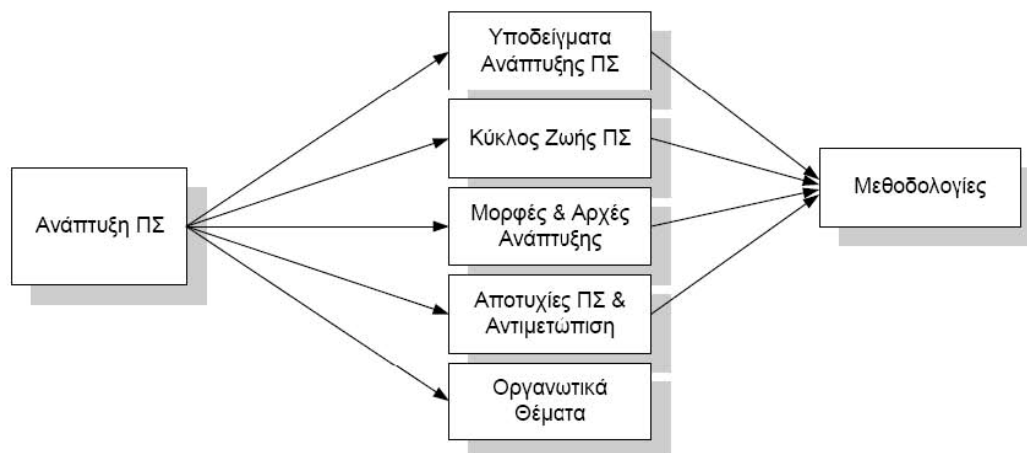 Υποδείγματα
Ανάπτυξης ΠΣ
Κύκλος Ζωής ΠΣ
Ανάπτυξη ΠΣ
Μορφές & Αρχές
Ανάπτυξης
Αποτυχίες ΠΣ &
Αντιμετώπιση
Οργανωτικά
Θέματα
Μεθοδολογίες